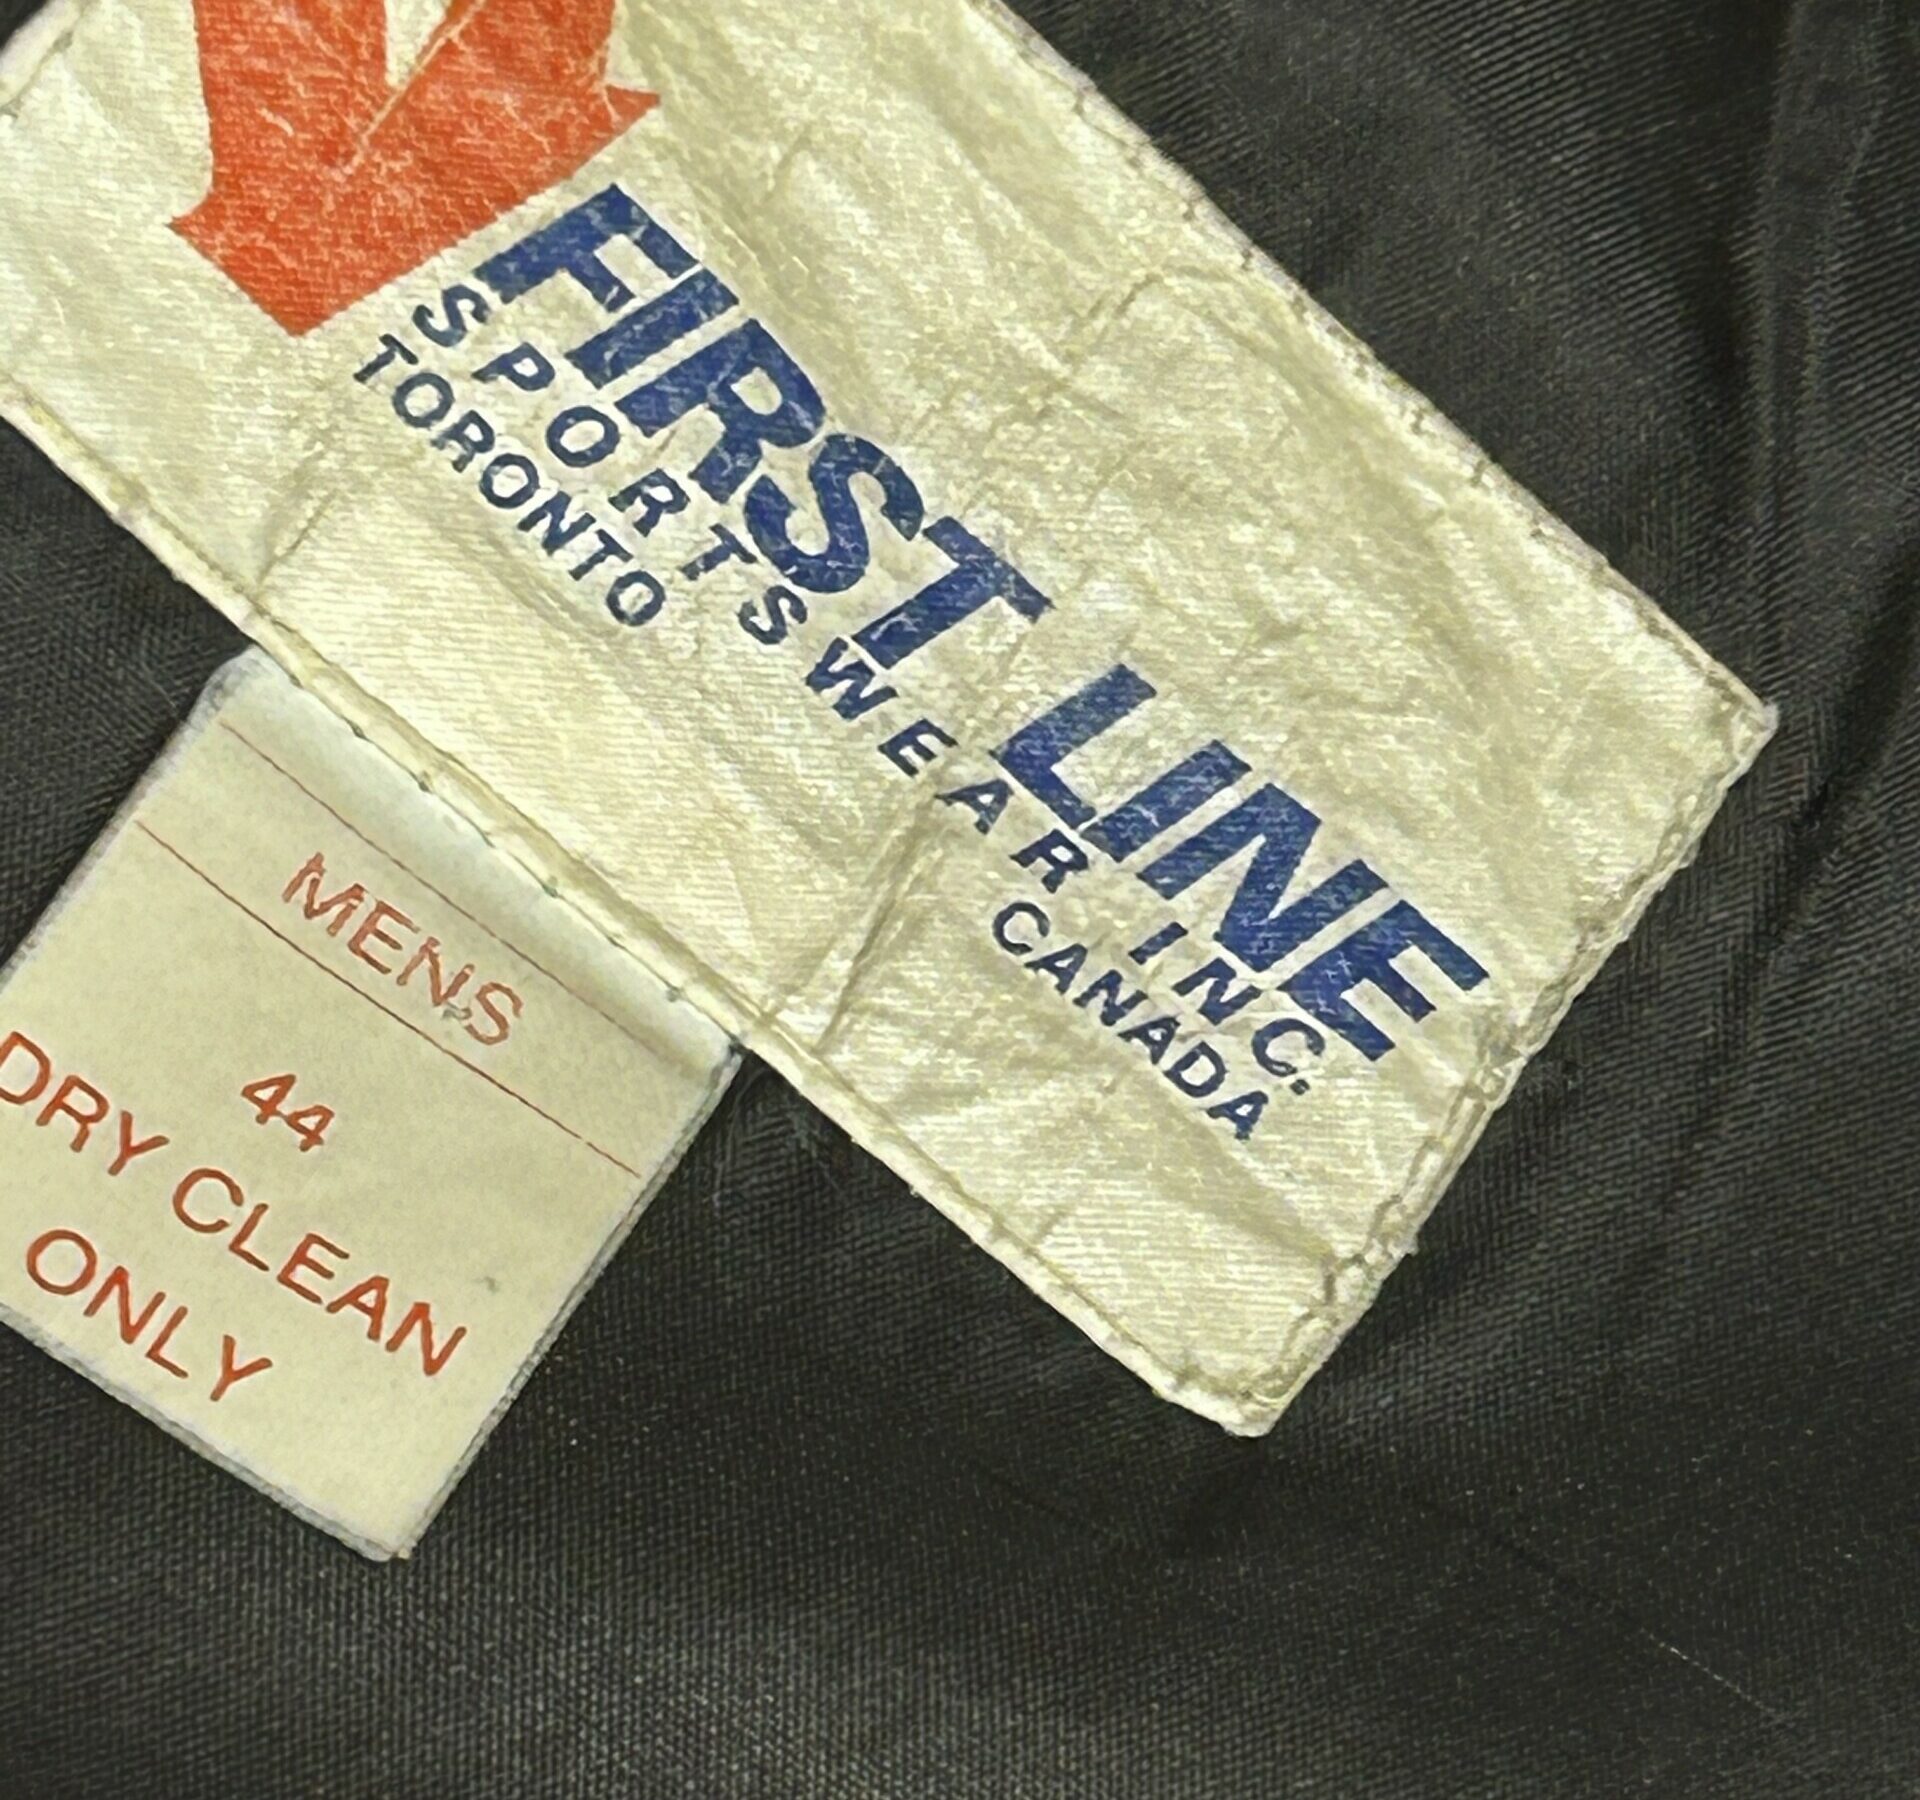 FIRST LINE
SPORTSWEAR INC.
TORONTO CANADA
MENS
44
DRY CLEAN
ONLY